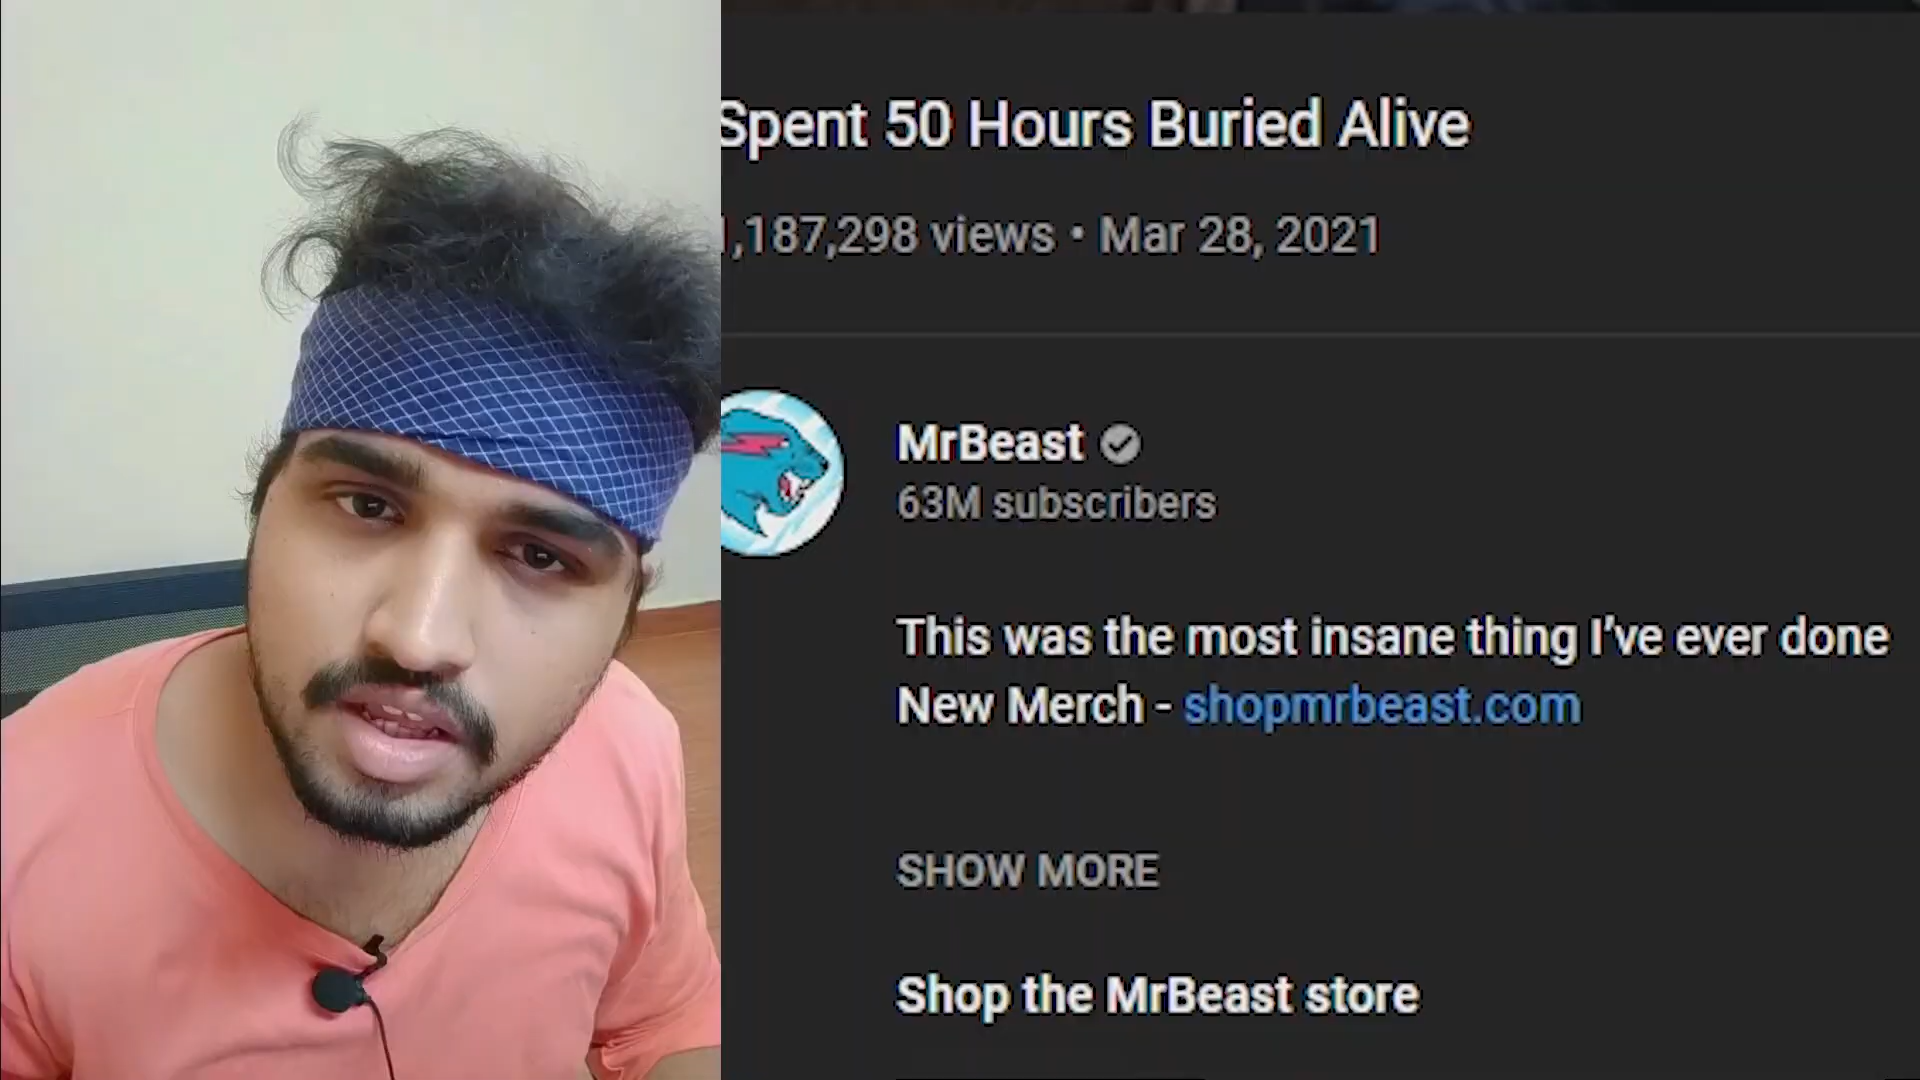 Spent 50 Hours Buried Alive
,187,298 views • Mar 28, 2021
MrBeast
63M subscribers
This was the most insane thing I've ever done
New Merch - shopmrbeast.com
SHOW MORE
Shop the MrBeast store